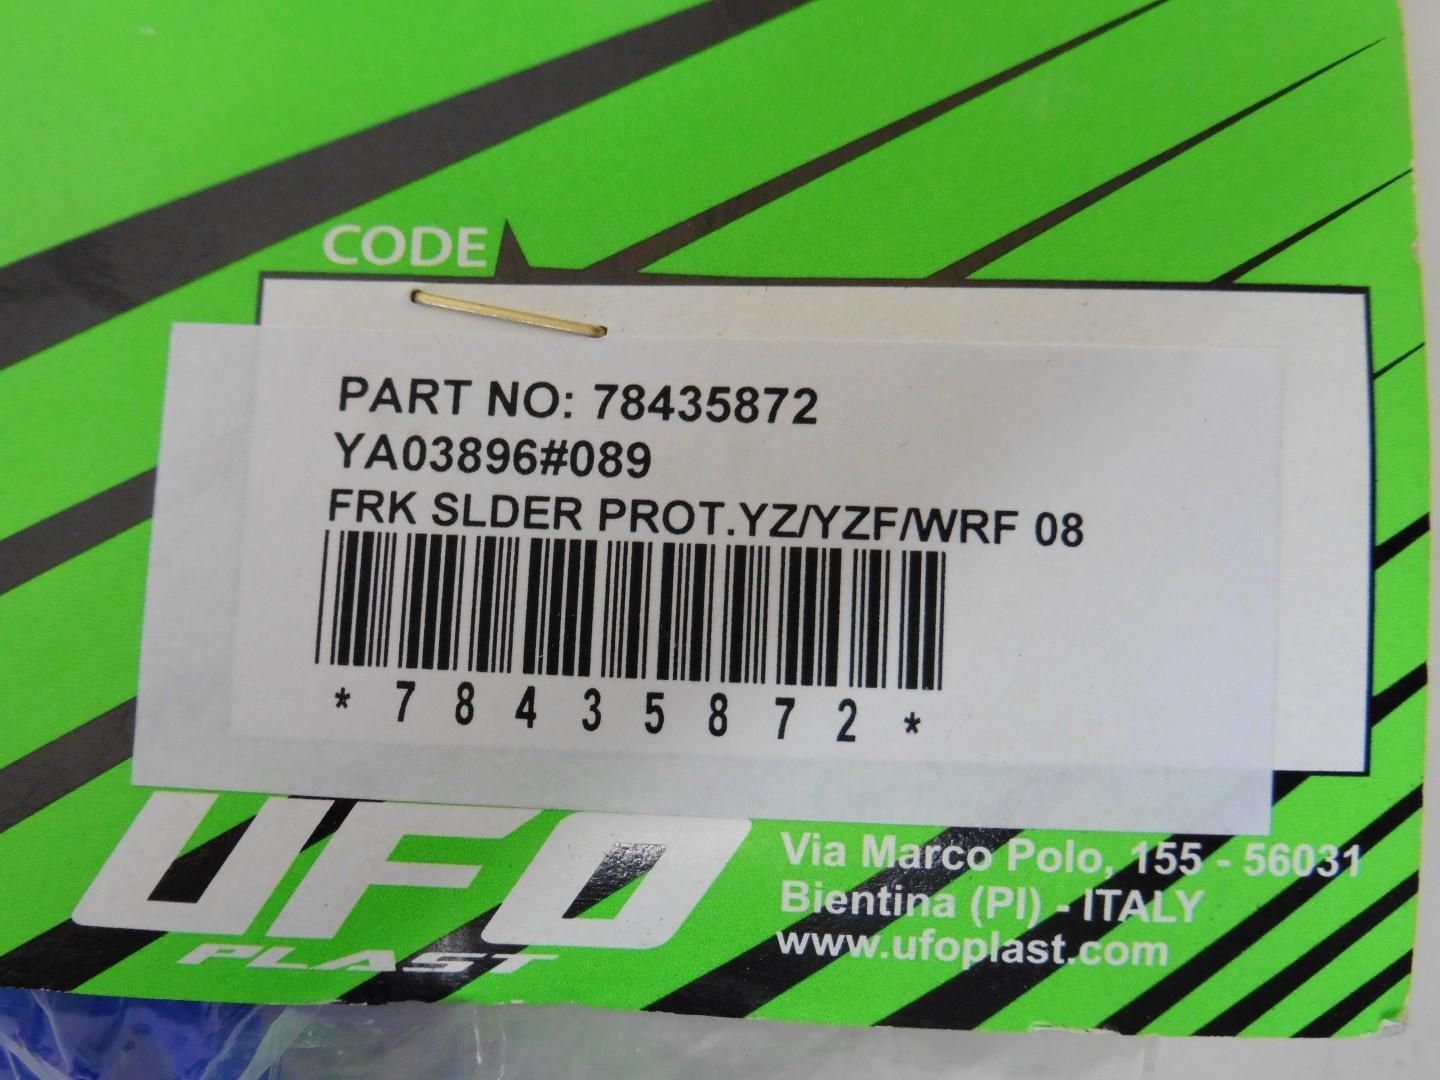 CODE
PART NO: 78435872
YA03896#089
FRK SLDER PROT.YZ/YZF/WRF 08
* 7 8 4 3 5 8 7 2 *
UFO
PLAST
Via Marco Polo, 155 - 56031
Bientina (PI) - ITALY
www.ufoplast.com